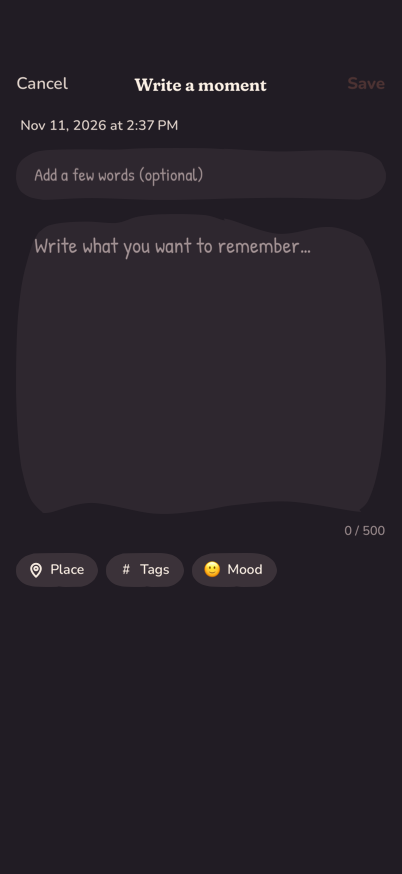 Cancel
Write a moment
Save
Nov 11, 2026 at 2:37 PM
Add a few words (optional)
Write what you want to remember...
0 / 500
Place
# Tags
Mood